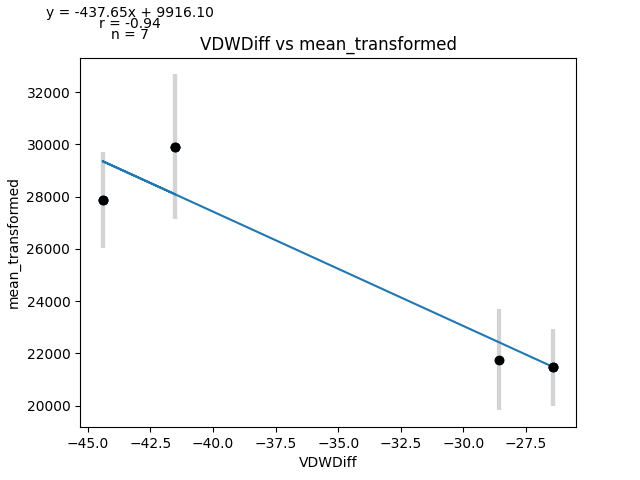 y = -437.65x + 9916.10
r = -0.94
n = 7
VDWDiff vs mean_transformed
32000
30000
28000
26000
24000
22000
20000
mean_transformed
−45.0 −42.5 −40.0 −37.5 −35.0 −32.5 −30.0 −27.5
VDWDiff